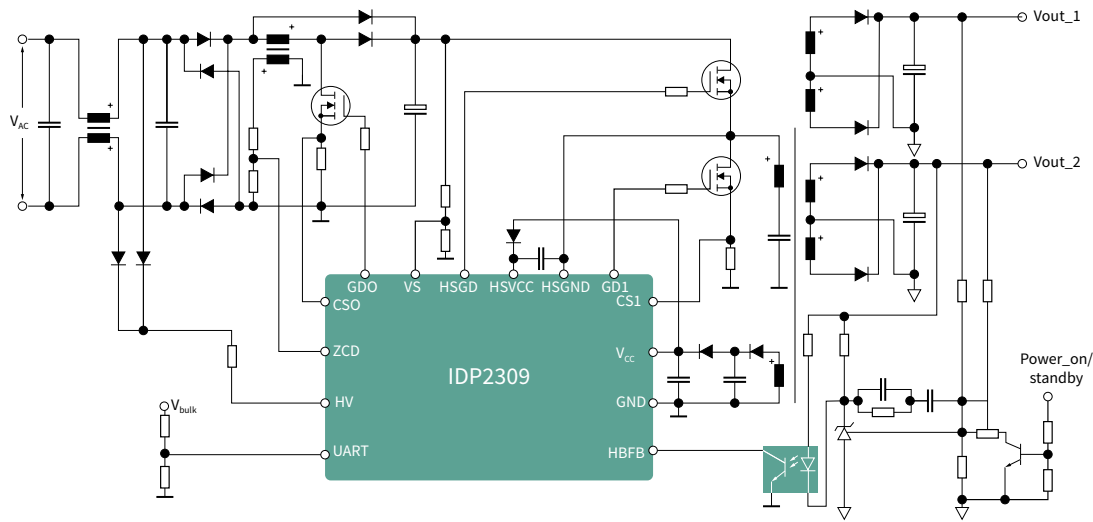 Vout_1
V_AC
Vout_2
GDO
VS
HSGD
HSVCC
HSGND
GD1
CSO
CS1
ZCD
V_CC
IDP2309
Power_on/
standby
HV
GND
V_bulk
UART
HBFB
+
+
+
+
+
+
+
+
+